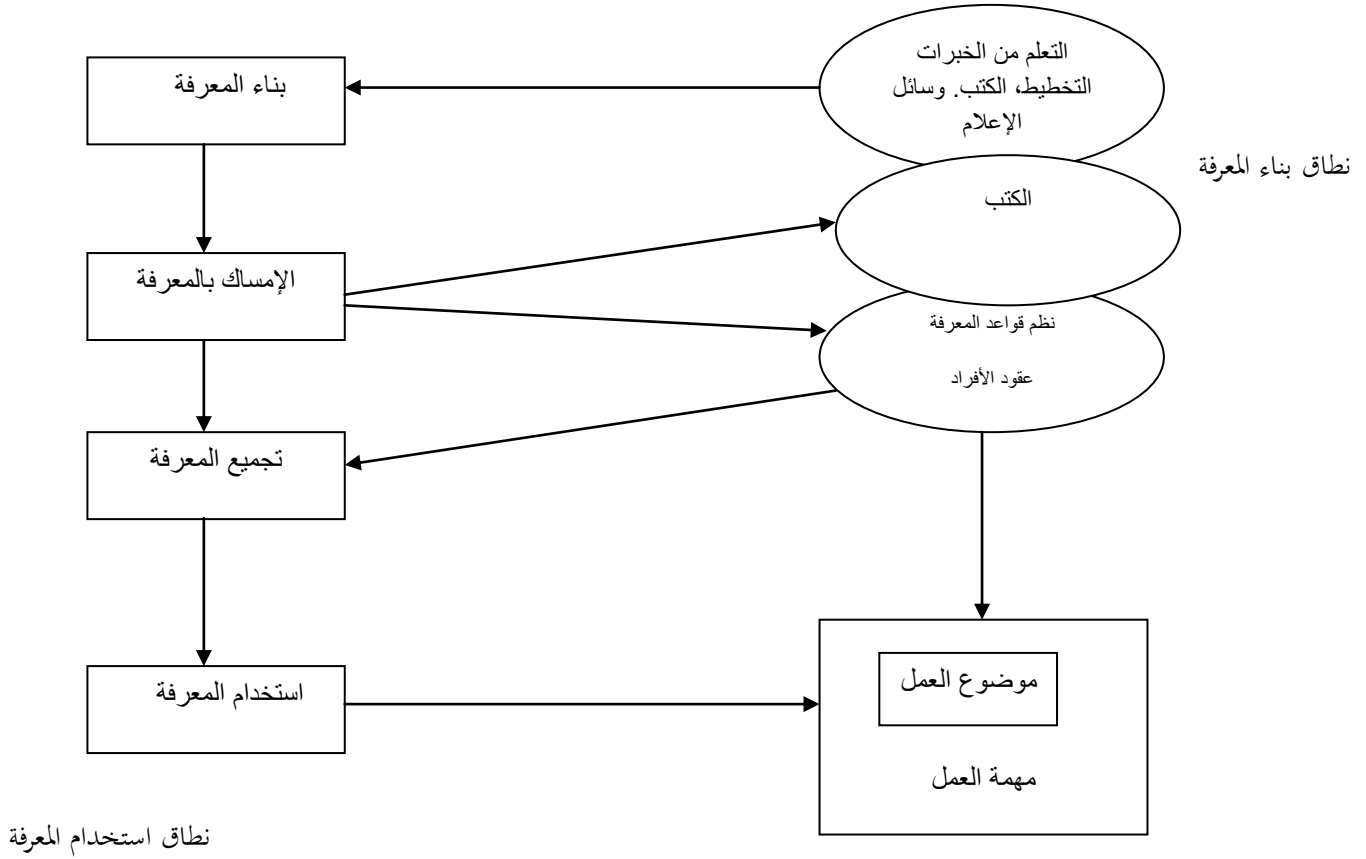 التعلم من الخبرات
التخطيط، الكتب. وسائل
الإعلام
بناء المعرفة
نطاق بناء المعرفة
الكتب
الإمساك بالمعرفة
نظم قواعد المعرفة
عقود الأفراد
تجميع المعرفة
موضوع العمل
استخدام المعرفة
مهمة العمل
نطاق استخدام المعرفة